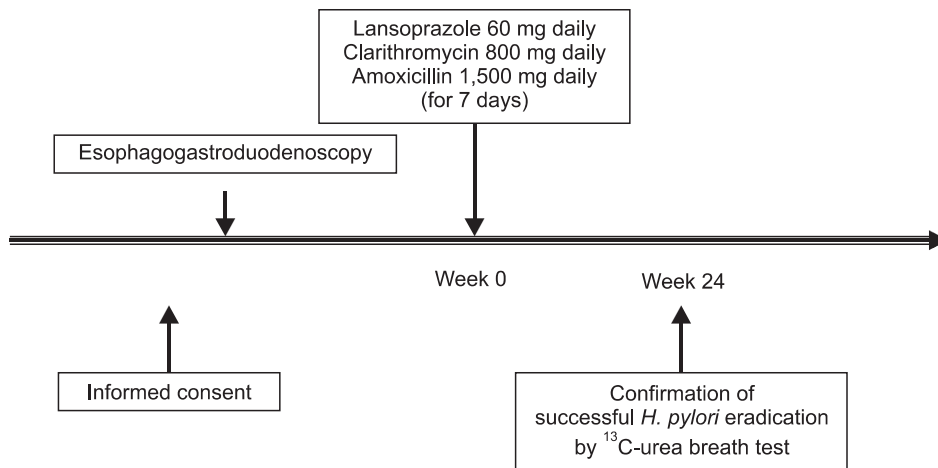 Lansoprazole 60 mg daily
Clarithromycin 800 mg daily
Amoxicillin 1,500 mg daily
(for 7 days)
Esophagogastroduodenoscopy
Week 0
Week 24
Informed consent
Confirmation of
successful H. pylori eradication
by ¹³C-urea breath test